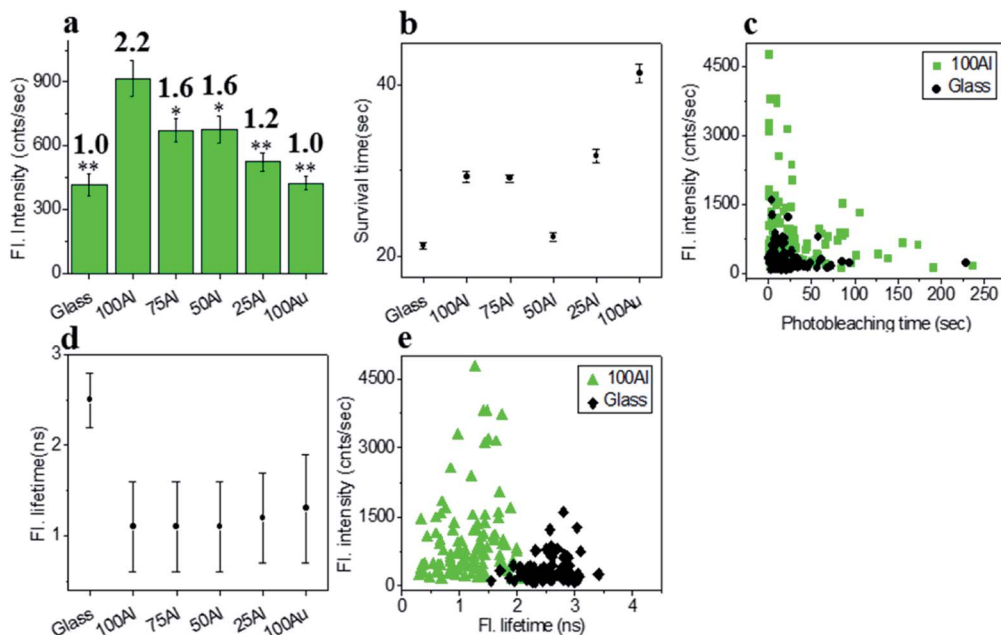 a
Fl. Intensity (cnts/sec)
900
600
300
0
1.0
**
2.2
1.6
*
1.6
*
1.2
**
1.0
**
Glass
100Al
75Al
50Al
25Al
100Au
b
Survival time(sec)
40
30
20
Glass
100Al
75Al
50Al
25Al
100Au
c
Fl. intensity (cnts/sec)
4500
3000
1500
0
100Al
Glass
0 50 100 150 200 250
Photobleaching time (sec)
d
Fl. lifetime(ns)
3
2
1
Glass
100Al
75Al
50Al
25Al
100Au
e
Fl. intensity (cnts/sec)
4500
3000
1500
0
100Al
Glass
0 1 2 3 4
Fl. lifetime (ns)